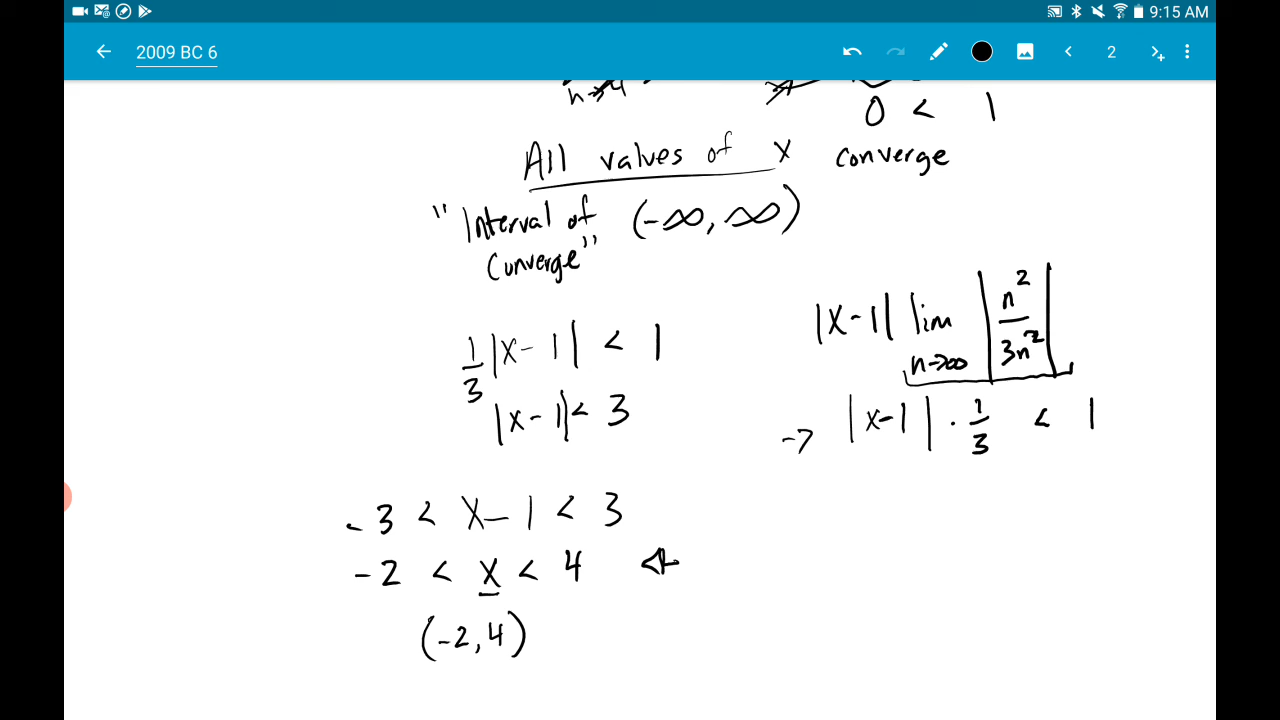 9:15 AM
2009 BC 6
2
n→4
0 < 1
All values of x converge
"Interval of (-∞, ∞)
Converge"
|x-1| lim n→∞ |n²/3n²|
1/3 |x-1| < 1
|x-1| < 3
→ |x-1| · 1/3 < 1
-3 < x-1 < 3
-2 < x < 4
(-2,4)